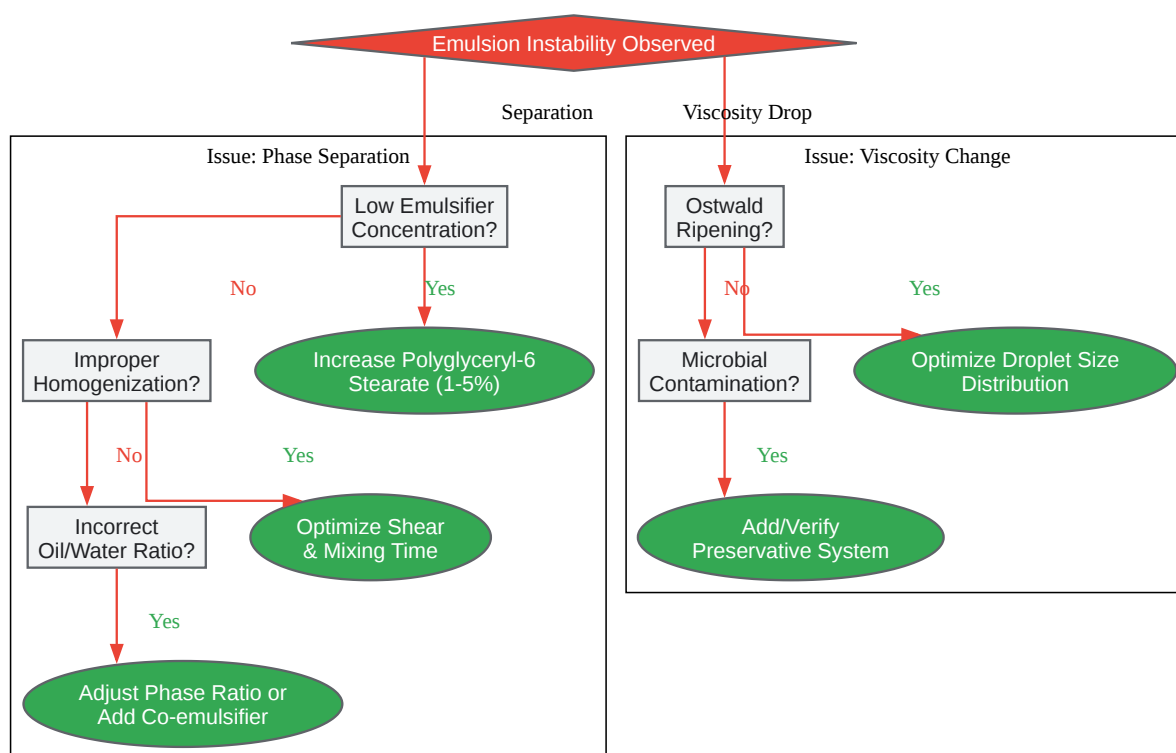 Emulsion Instability Observed
Separation
Viscosity Drop
Issue: Phase Separation
Issue: Viscosity Change
Low Emulsifier
Concentration?
Ostwald
Ripening?
No
Yes
No
Yes
Improper
Homogenization?
Increase Polyglyceryl-6
Stearate (1-5%)
Microbial
Contamination?
Optimize Droplet Size
Distribution
No
Yes
Yes
Incorrect
Oil/Water Ratio?
Optimize Shear
& Mixing Time
Add/Verify
Preservative System
Yes
Adjust Phase Ratio or
Add Co-emulsifier